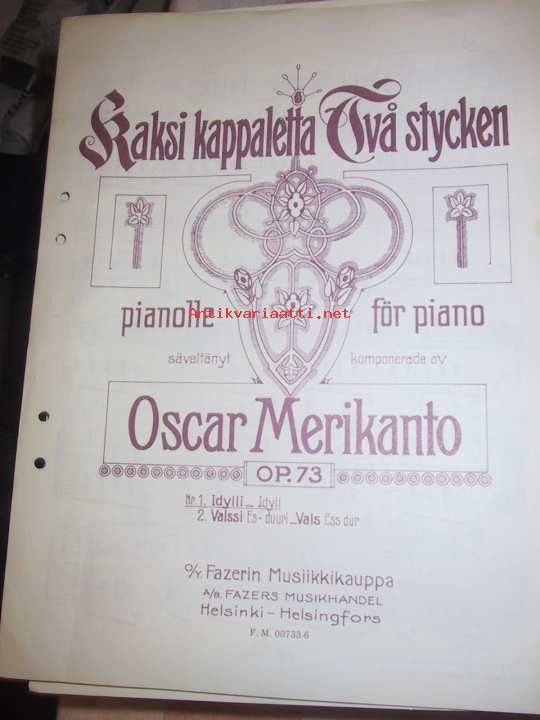 Kaksi kappaletta Två stycken
pianolle för piano
Antikvariaatti.net
säveltänyt komponerade av
Oscar Merikanto
OP. 73
Nr. 1. Idylli – Idyll
2. Valssi Es-duuri – Vals Ess dur
O/Y. Fazerin Musiikkikauppa
A/B. FAZERS MUSIKHANDEL
Helsinki – Helsingfors
F. M. 00733-6